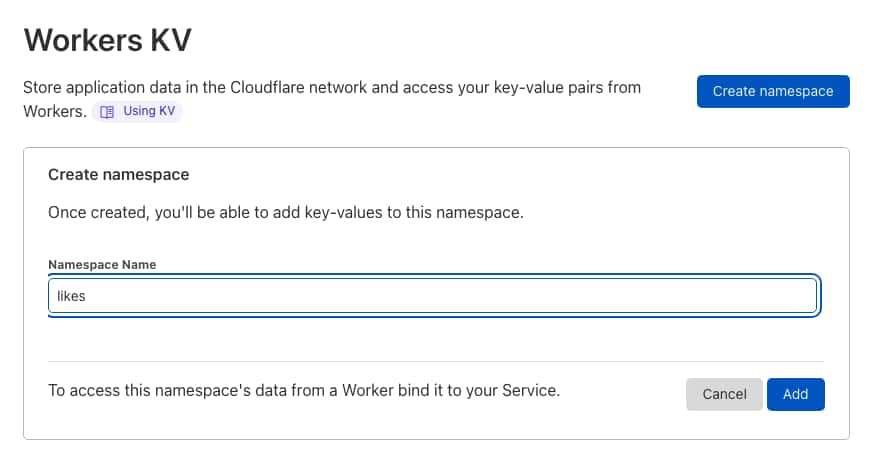 Workers KV
Store application data in the Cloudflare network and access your key-value pairs from
Workers. Using KV
Create namespace
Create namespace
Once created, you'll be able to add key-values to this namespace.
Namespace Name
likes
To access this namespace's data from a Worker bind it to your Service.
Cancel
Add